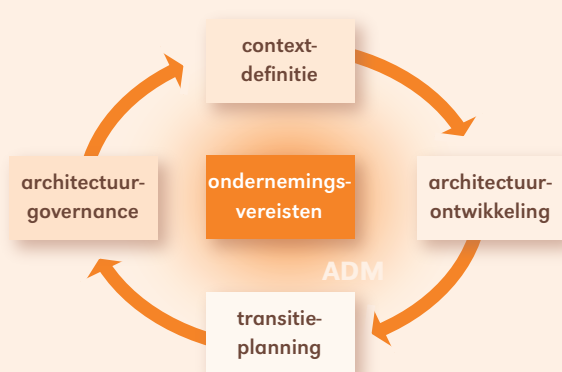 context-
definitie
architectuur-
governance
ondernemings-
vereisten
architectuur-
ontwikkeling
ADM
transitie-
planning